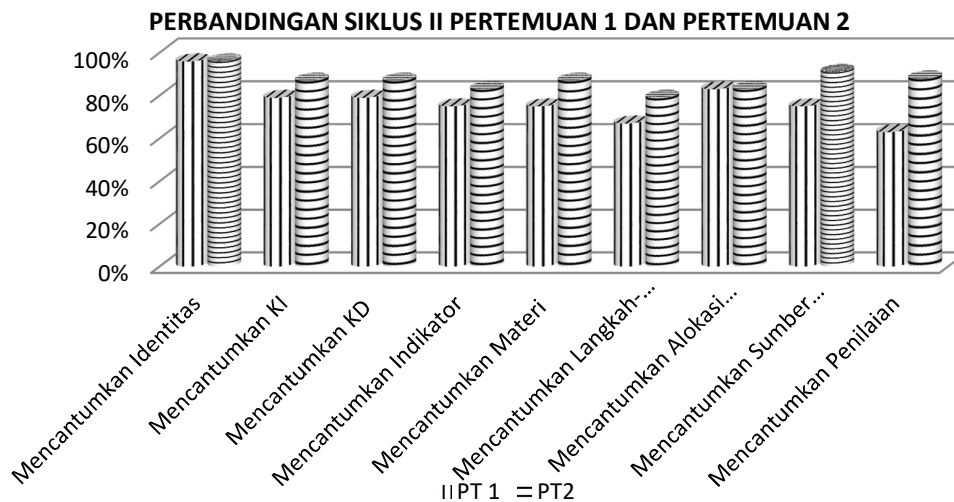 PERBANDINGAN SIKLUS II PERTEMUAN 1 DAN PERTEMUAN 2
100%
80%
60%
40%
20%
0%
Mencantumkan Identitas
Mencantumkan KI
Mencantumkan KD
Mencantumkan Indikator
Mencantumkan Materi
Mencantumkan Langkah-...
Mencantumkan Alokasi...
Mencantumkan Sumber...
Mencantumkan Penilaian
PT 1 PT2